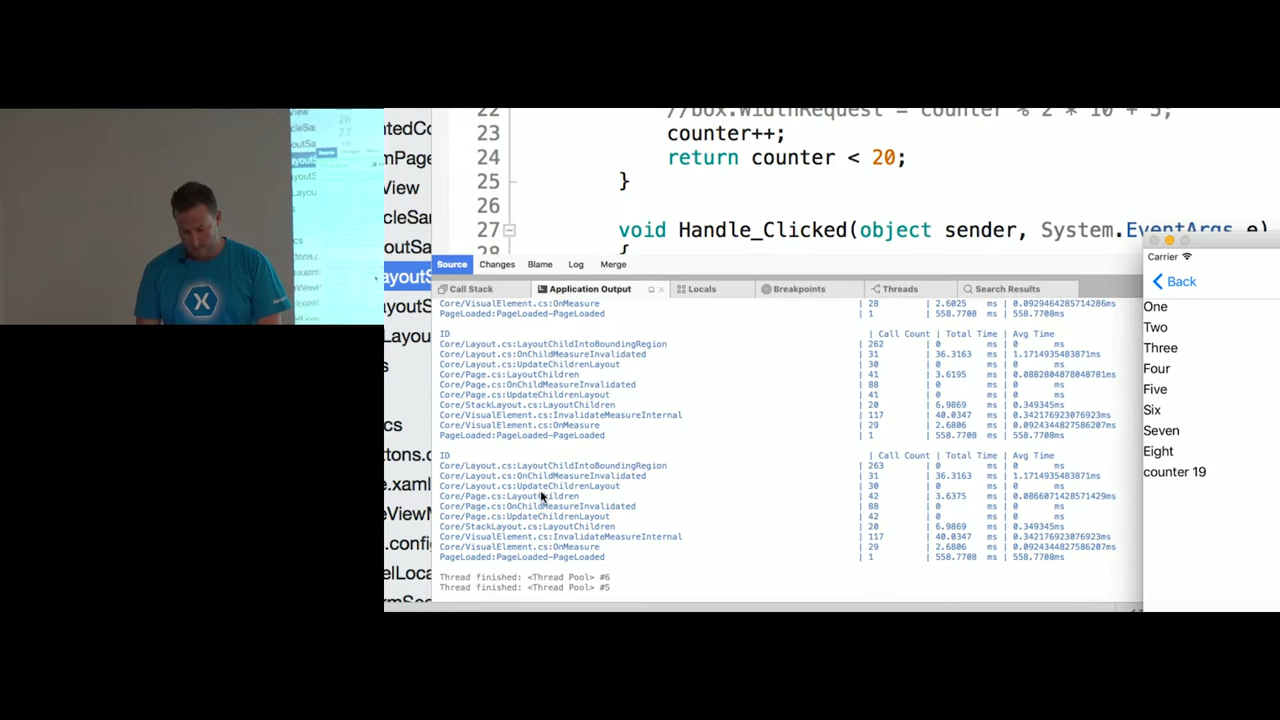 22 //box.WidthRequest = counter % 2 * 10 + 5;
23 counter++;
24 return counter < 20;
25 }
26
27 void Handle_Clicked(object sender, System.EventArgs e)
28 {
Source Changes Blame Log Merge
Call Stack Application Output Locals Breakpoints Threads Search Results
Core/VisualElement.cs:OnMeasure | 28 | 2.6025 ms | 0.0929464285714286ms
PageLoaded:PageLoaded-PageLoaded | 1 | 558.7708 ms | 558.7708ms
ID | Call Count | Total Time | Avg Time
Core/Layout.cs:LayoutChildIntoBoundingRegion | 262 | 0 ms | 0 ms
Core/Layout.cs:OnChildMeasureInvalidated | 31 | 36.3163 ms | 1.1714935483871ms
Core/Layout.cs:UpdateChildrenLayout | 30 | 0 ms | 0 ms
Core/Page.cs:LayoutChildren | 41 | 3.6195 ms | 0.0882804878048781ms
Core/Page.cs:OnChildMeasureInvalidated | 88 | 0 ms | 0 ms
Core/Page.cs:UpdateChildrenLayout | 41 | 0 ms | 0 ms
Core/StackLayout.cs:LayoutChildren | 20 | 6.9869 ms | 0.349345ms
Core/VisualElement.cs:InvalidateMeasureInternal | 117 | 40.0347 ms | 0.342176923076923ms
Core/VisualElement.cs:OnMeasure | 29 | 2.6806 ms | 0.0924344827586207ms
PageLoaded:PageLoaded-PageLoaded | 1 | 558.7708 ms | 558.7708ms
ID | Call Count | Total Time | Avg Time
Core/Layout.cs:LayoutChildIntoBoundingRegion | 263 | 0 ms | 0 ms
Core/Layout.cs:OnChildMeasureInvalidated | 31 | 36.3163 ms | 1.1714935483871ms
Core/Layout.cs:UpdateChildrenLayout | 30 | 0 ms | 0 ms
Core/Page.cs:LayoutChildren | 42 | 3.6375 ms | 0.0866071428571429ms
Core/Page.cs:OnChildMeasureInvalidated | 88 | 0 ms | 0 ms
Core/Page.cs:UpdateChildrenLayout | 42 | 0 ms | 0 ms
Core/StackLayout.cs:LayoutChildren | 20 | 6.9869 ms | 0.349345ms
Core/VisualElement.cs:InvalidateMeasureInternal | 117 | 40.0347 ms | 0.342176923076923ms
Core/VisualElement.cs:OnMeasure | 29 | 2.6806 ms | 0.0924344827586207ms
PageLoaded:PageLoaded-PageLoaded | 1 | 558.7708 ms | 558.7708ms
Thread finished: <Thread Pool> #6
Thread finished: <Thread Pool> #5
Carrier
Back
One
Two
Three
Four
Five
Six
Seven
Eight
counter 19